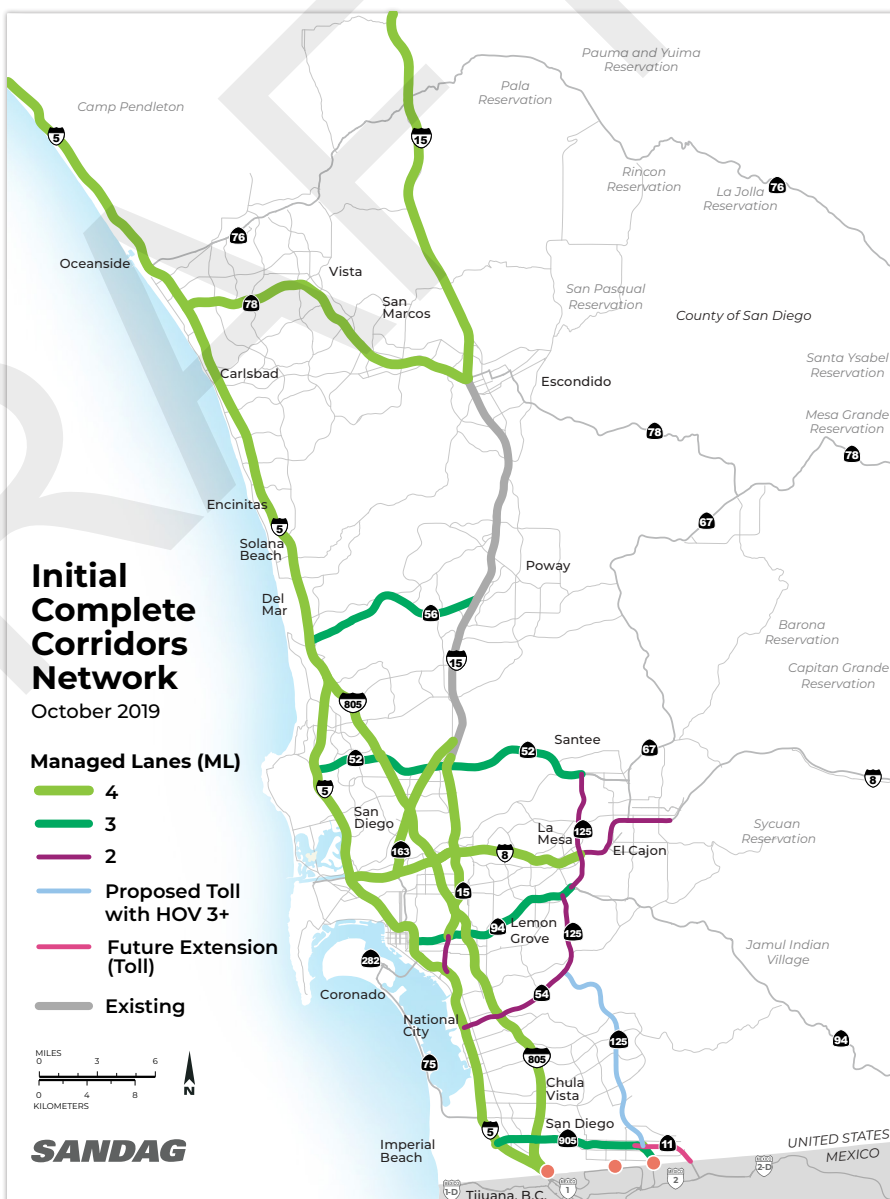 Pauma and Yuima
Reservation
Pala
Reservation
Camp Pendleton
5
15
Rincon
Reservation
La Jolla
Reservation
76
76
Oceanside
Vista
San Pasqual
Reservation
78
San
Marcos
County of San Diego
Santa Ysabel
Reservation
Carlsbad
Escondido
Mesa Grande
Reservation
78
78
Encinitas
5
67
Solana
Beach
Poway
Del
Mar
56
Barona
Reservation
15
Capitan Grande
Reservation
Initial
Complete
Corridors
Network
October 2019
805
Santee
52
52
67
8
5
Managed Lanes (ML)
4
3
2
Proposed Toll
with HOV 3+
Future Extension
(Toll)
Existing
San
Diego
La
Mesa
125
Sycuan
Reservation
163
8
El Cajon
15
94
Lemon
Grove
125
Jamul Indian
Village
282
Coronado
54
National
City
125
94
805
75
Chula
Vista
San Diego
5
905
11
Imperial
Beach
UNITED STATES
MEXICO
1-D
1
2
2-D
Tijuana, B.C.
MILES
0 3 6
0 4 8
KILOMETERS
N
SANDAG
DRAFT